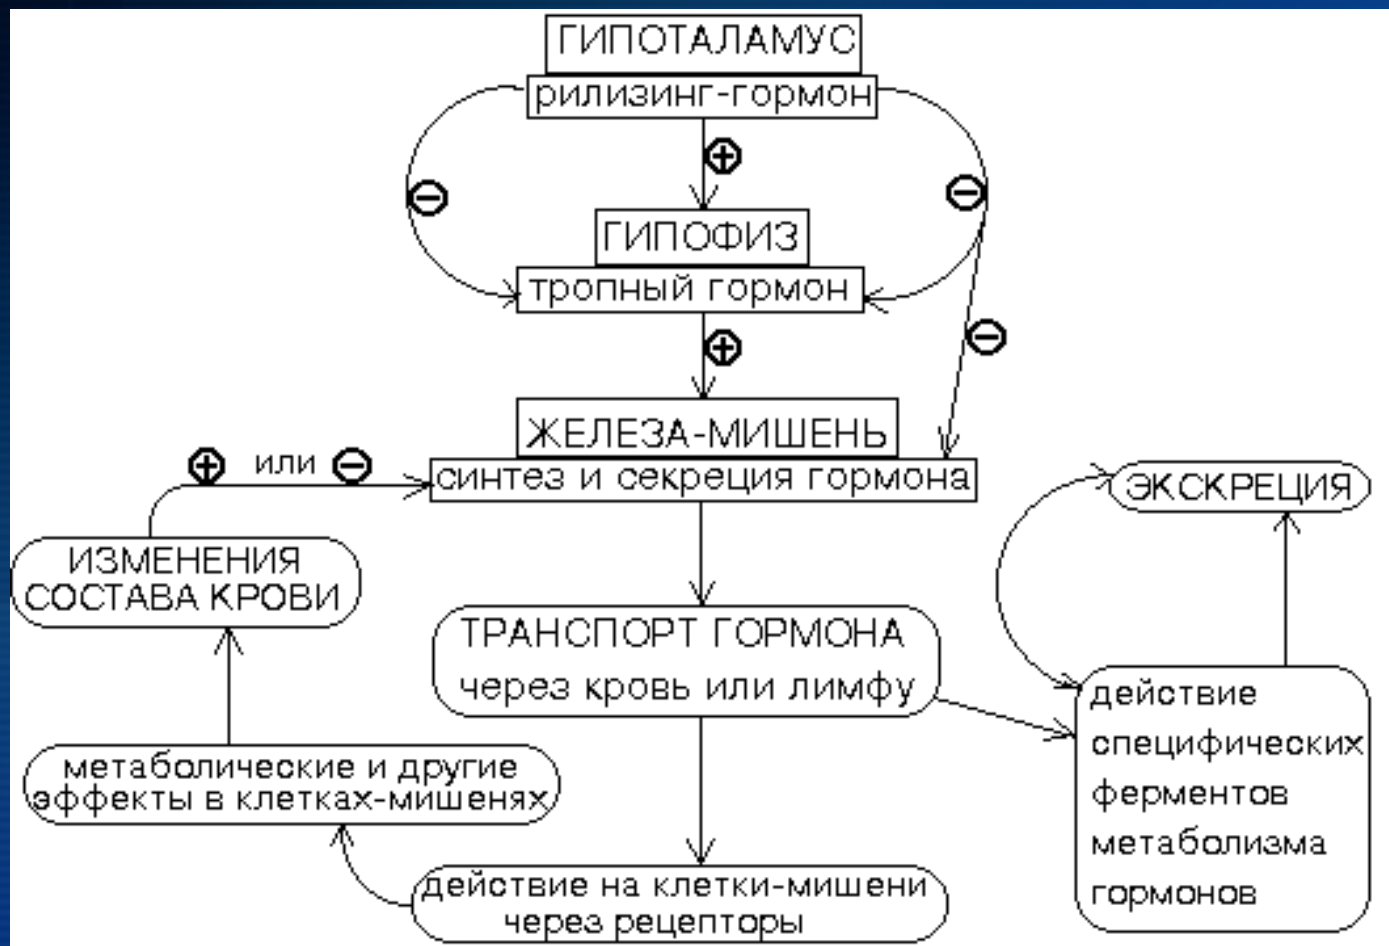 ГИПОТАЛАМУС
рилизинг-гормон
ГИПОФИЗ
тропный гормон
ЖЕЛЕЗА-МИШЕНЬ
синтез и секреция гормона
или
ЭКСКРЕЦИЯ
ИЗМЕНЕНИЯ
СОСТАВА КРОВИ
ТРАНСПОРТ ГОРМОНА
через кровь или лимфу
действие
специфических
ферментов
метаболизма
гормонов
метаболические и другие
эффекты в клетках-мишенях
действие на клетки-мишени
через рецепторы